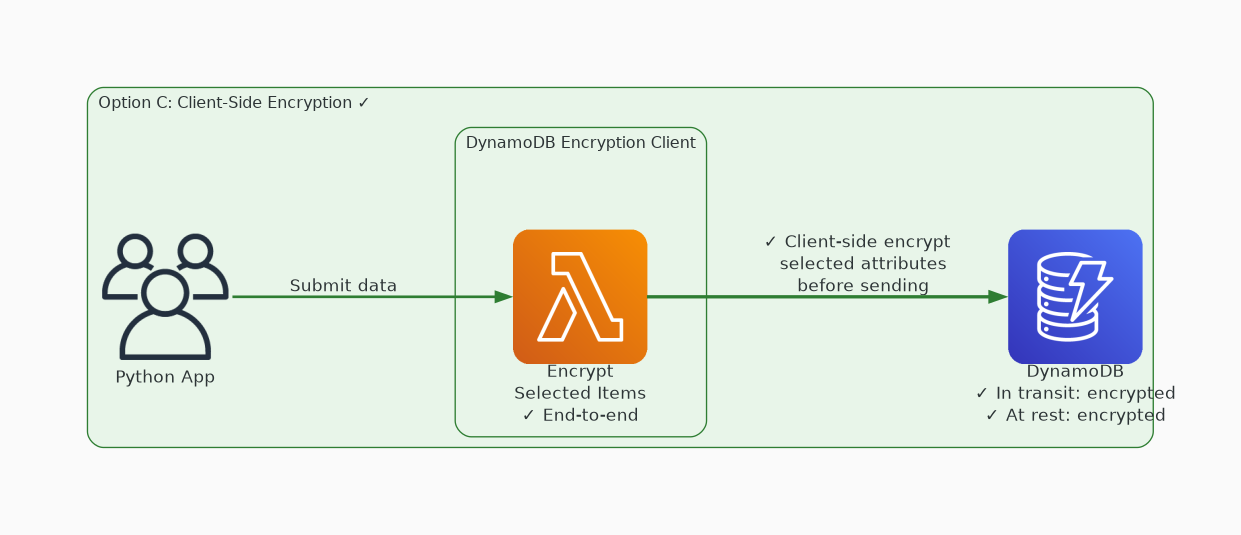 Option C: Client-Side Encryption ✓
DynamoDB Encryption Client
✓ Client-side encrypt
selected attributes
before sending
Submit data
Python App
Encrypt
Selected Items
✓ End-to-end
DynamoDB
✓ In transit: encrypted
✓ At rest: encrypted